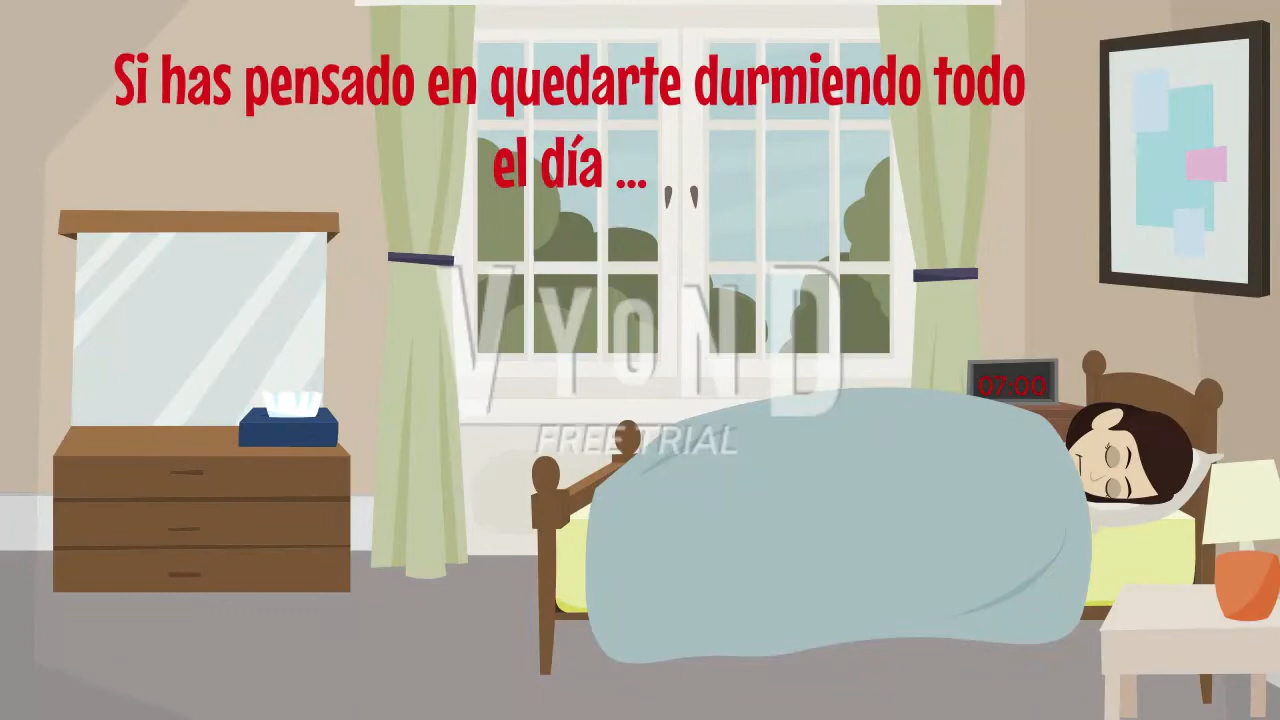 Si has pensado en quedarte durmiendo todo
el día ...
VYOND
FREE TRIAL
07:00